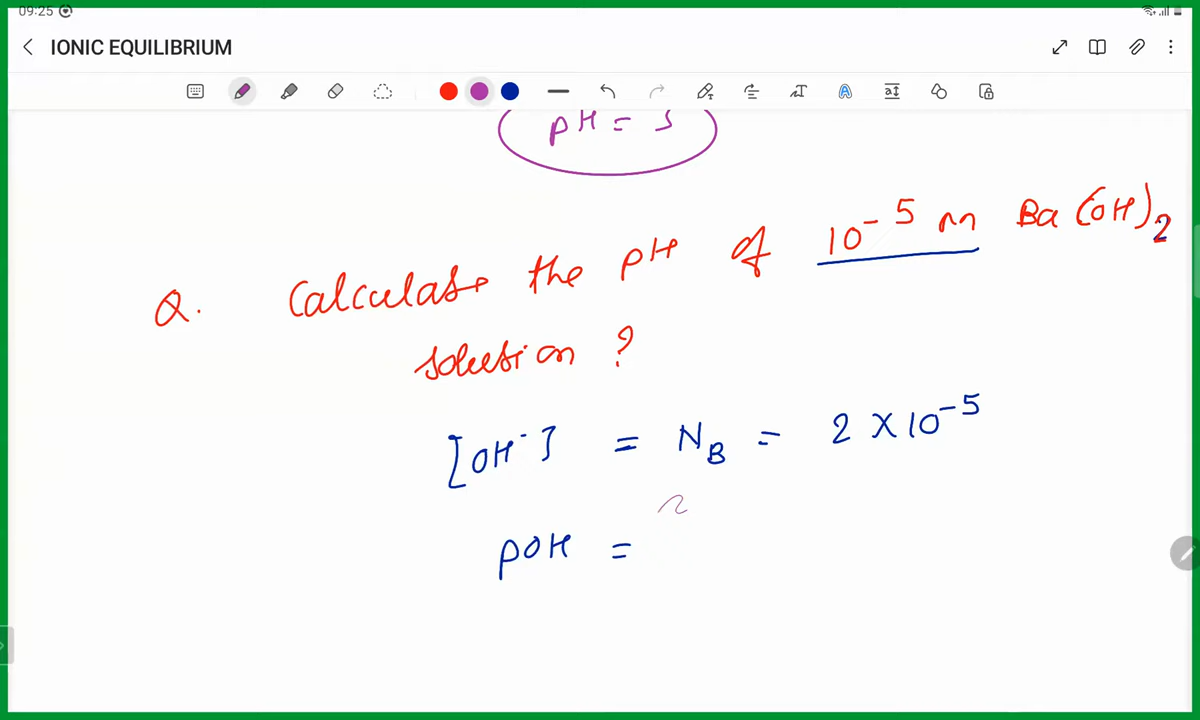 09:25
IONIC EQUILIBRIUM
pH = 5
Q. Calculate the pH of 10⁻⁵ m Ba(OH)₂
solution ?
[OH⁻] = N_B = 2 × 10⁻⁵
pOH =